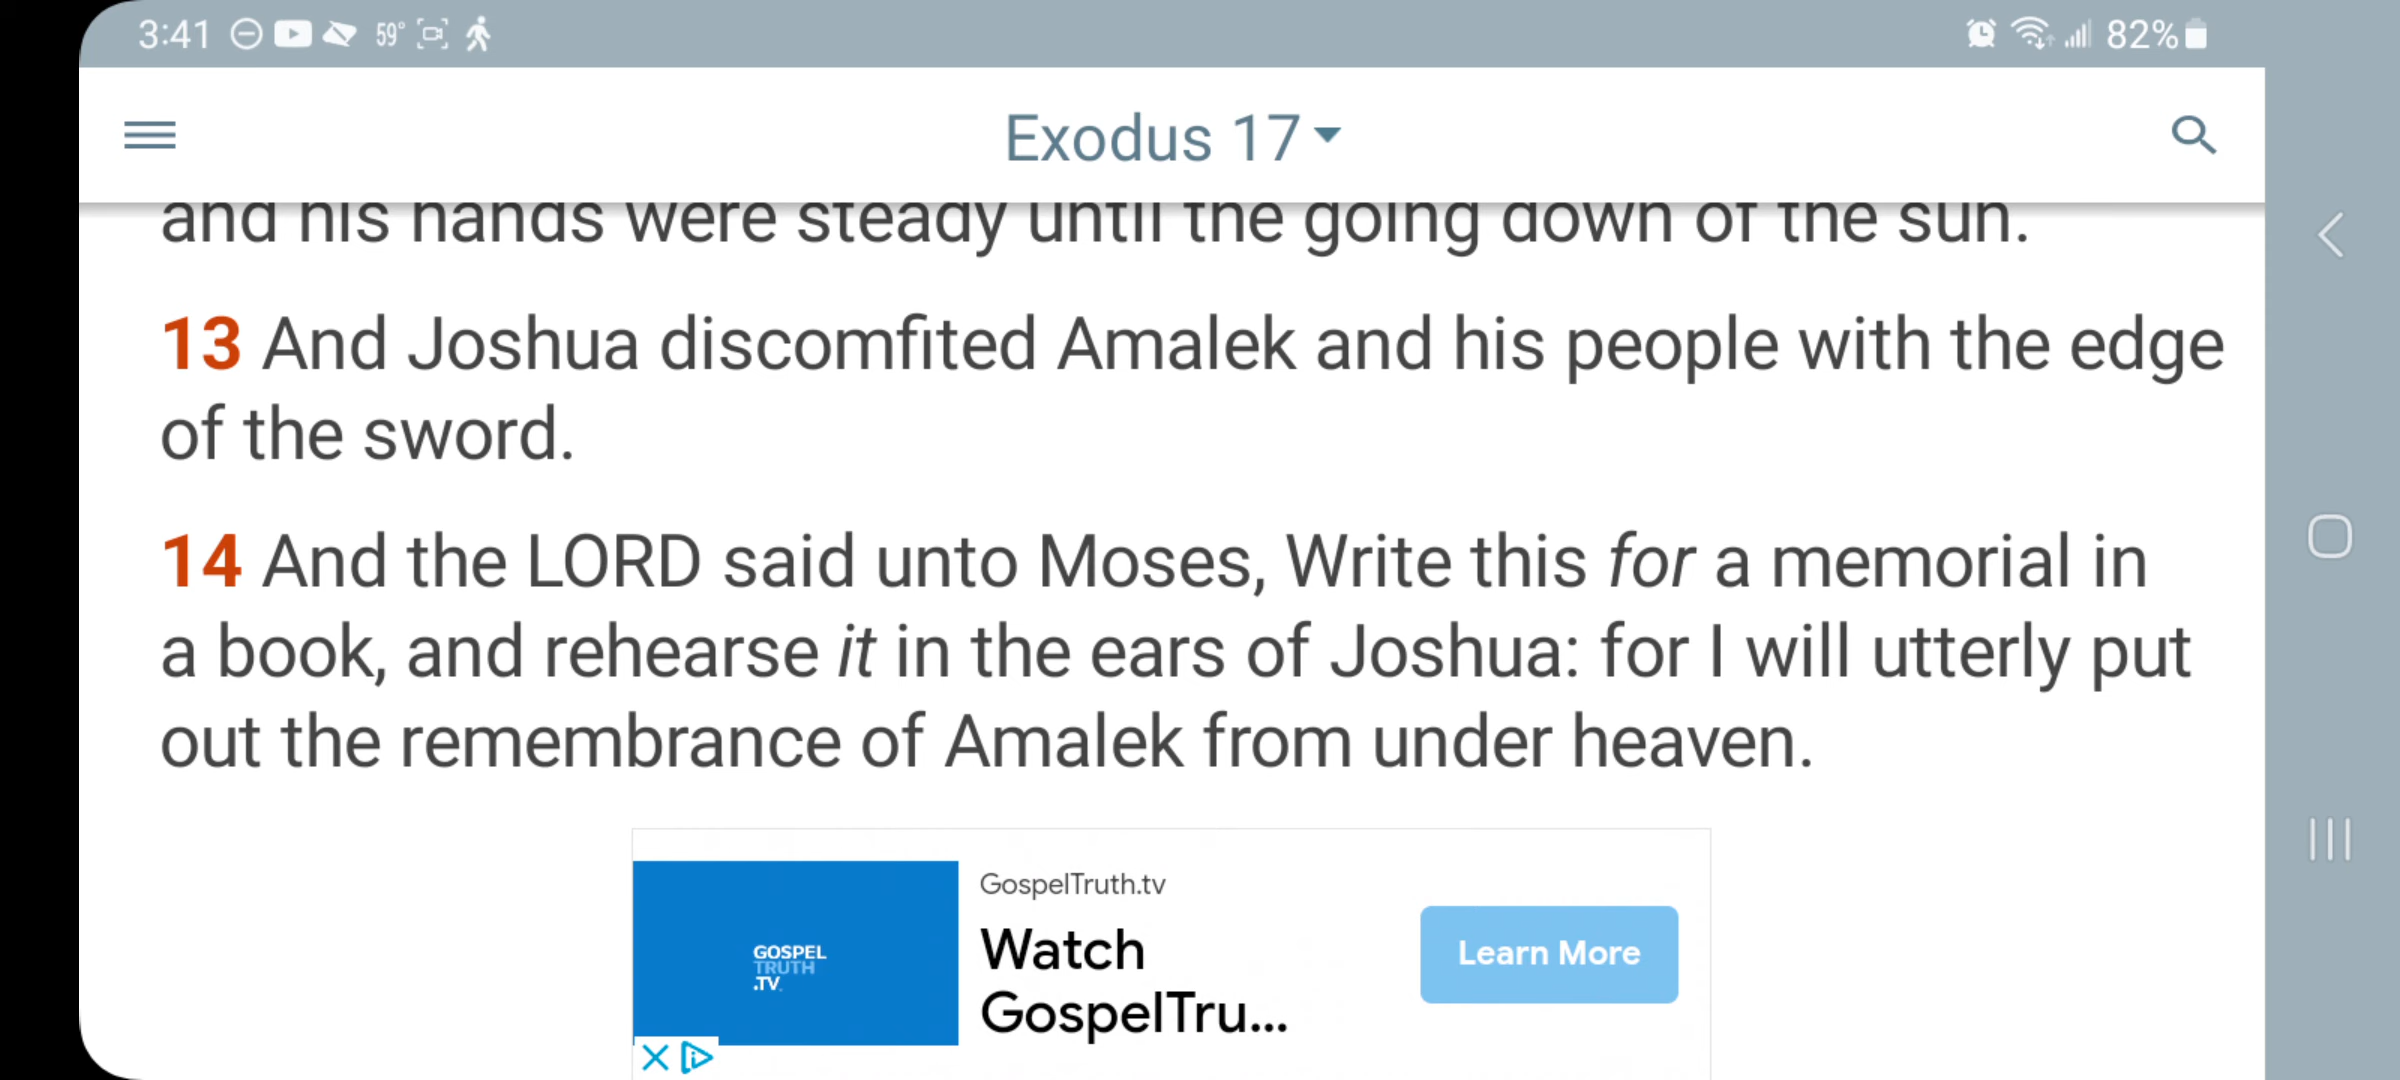 3:41 59° 82%
Exodus 17
and his hands were steady until the going down of the sun.
13 And Joshua discomfited Amalek and his people with the edge
of the sword.
14 And the LORD said unto Moses, Write this for a memorial in
a book, and rehearse it in the ears of Joshua: for I will utterly put
out the remembrance of Amalek from under heaven.
GospelTruth.tv
Watch
GospelTru...
Learn More
GOSPEL
TRUTH
.TV